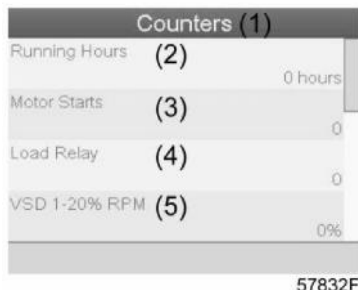 Counters (1)
Running Hours (2)
0 hours
Motor Starts (3)
0
Load Relay (4)
0
VSD 1-20% RPM (5)
0%
57832F